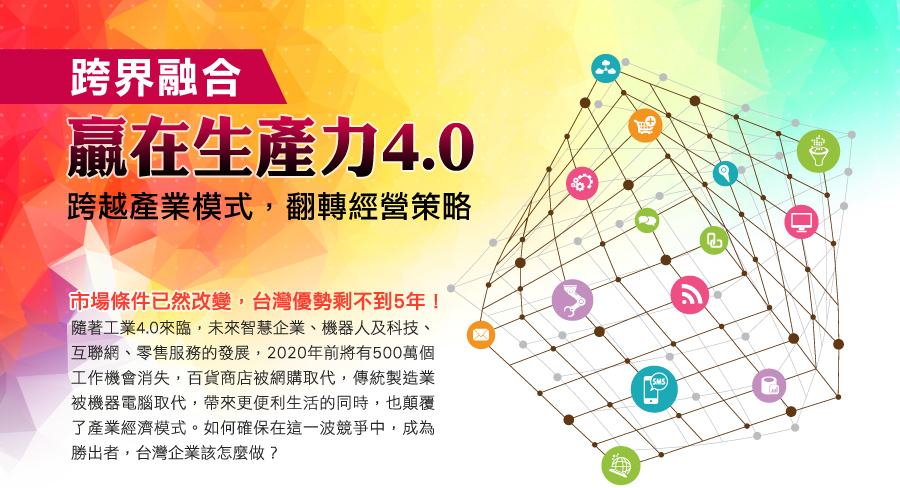 跨界融合
贏在生產力4.0
跨越產業模式，翻轉經營策略
市場條件已然改變，台灣優勢剩不到5年！
隨著工業4.0來臨，未來智慧企業、機器人及科技、
互聯網、零售服務的發展，2020年前將有500萬個
工作機會消失，百貨商店被網購取代，傳統製造業
被機器電腦取代，帶來更便利生活的同時，也顛覆
了產業經濟模式。如何確保在這一波競爭中，成為
勝出者，台灣企業該怎麼做？
SMS